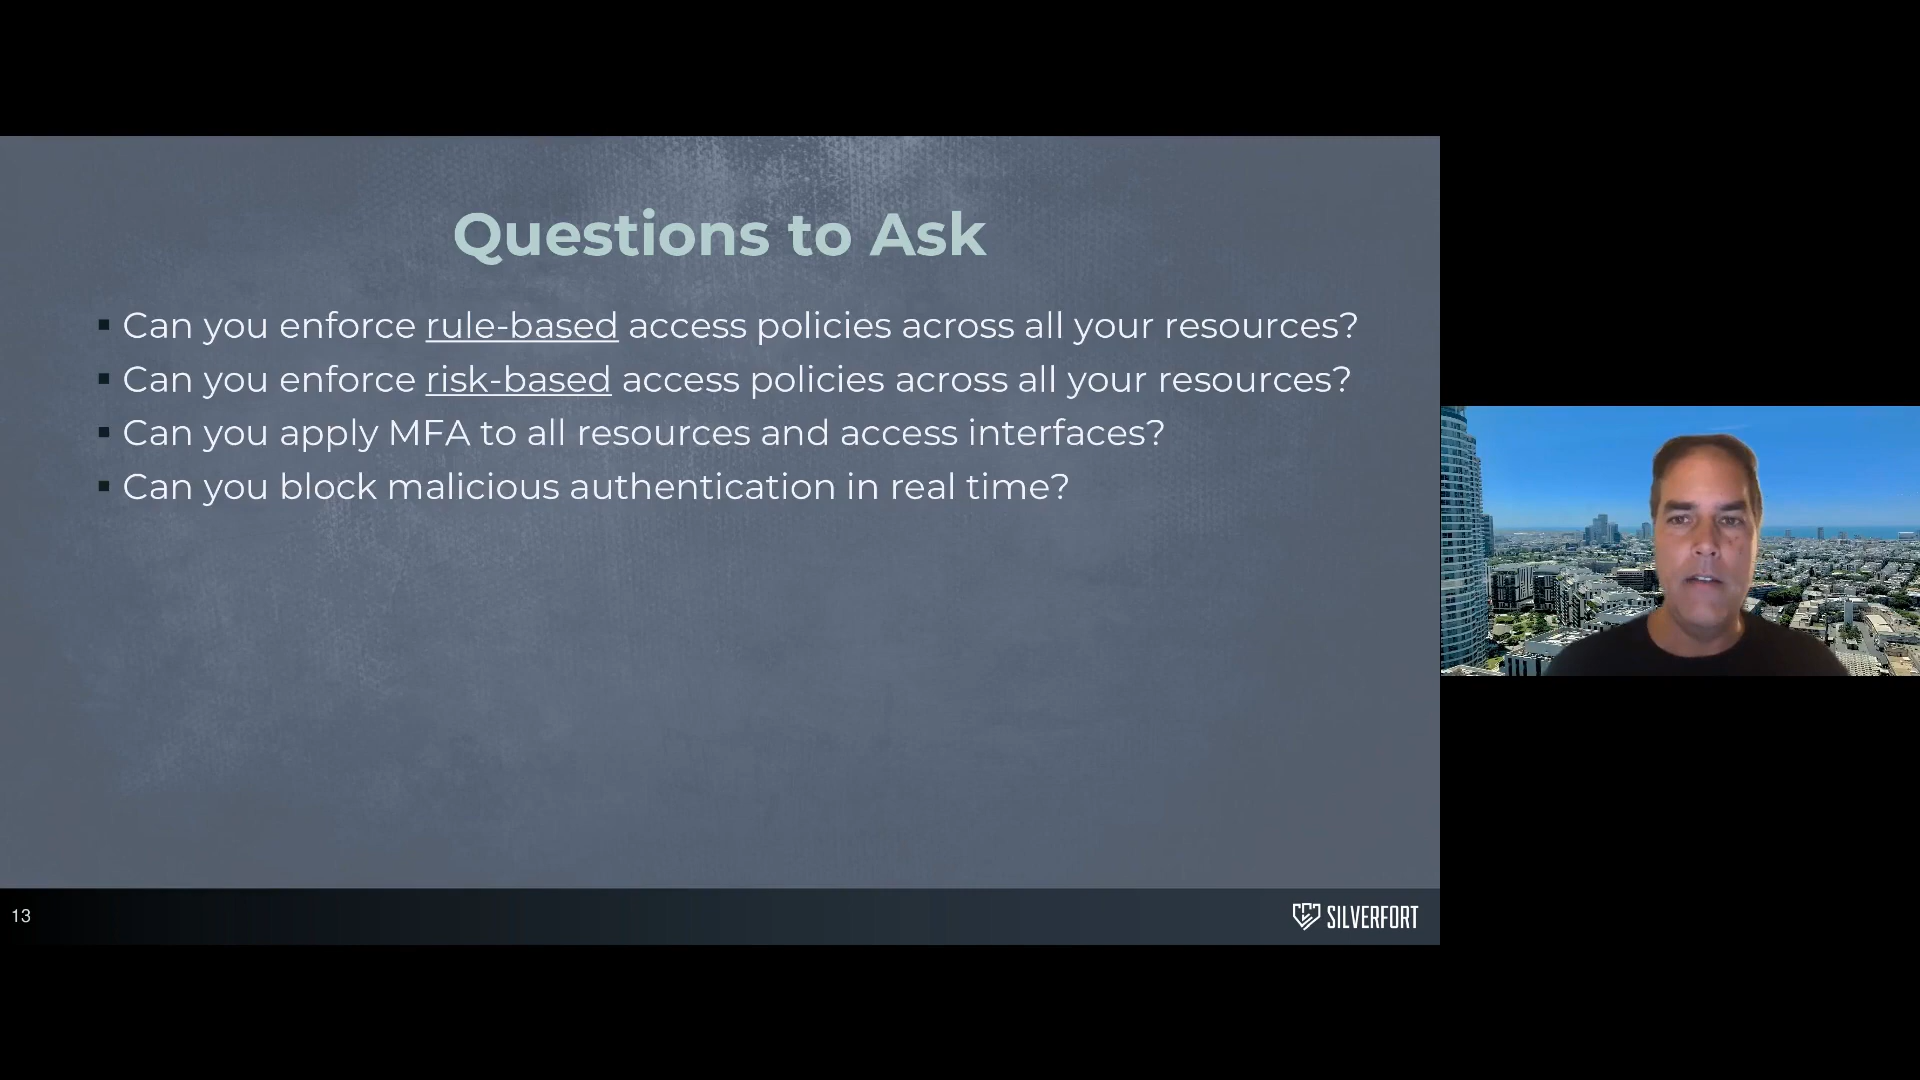 Questions to Ask
▪ Can you enforce rule-based access policies across all your resources?
▪ Can you enforce risk-based access policies across all your resources?
▪ Can you apply MFA to all resources and access interfaces?
▪ Can you block malicious authentication in real time?
13
SILVERFORT